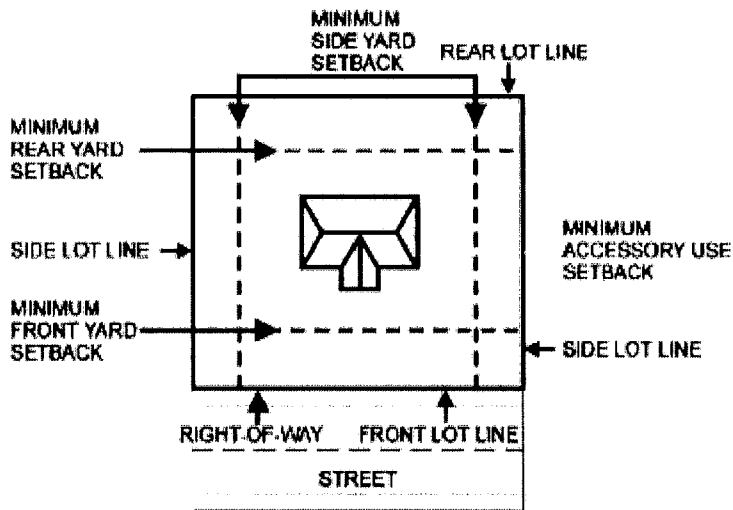 MINIMUM
SIDE YARD
SETBACK
REAR LOT LINE
MINIMUM
REAR YARD
SETBACK
SIDE LOT LINE
MINIMUM
ACCESSORY USE
SETBACK
MINIMUM
FRONT YARD
SETBACK
SIDE LOT LINE
RIGHT-OF-WAY
FRONT LOT LINE
STREET